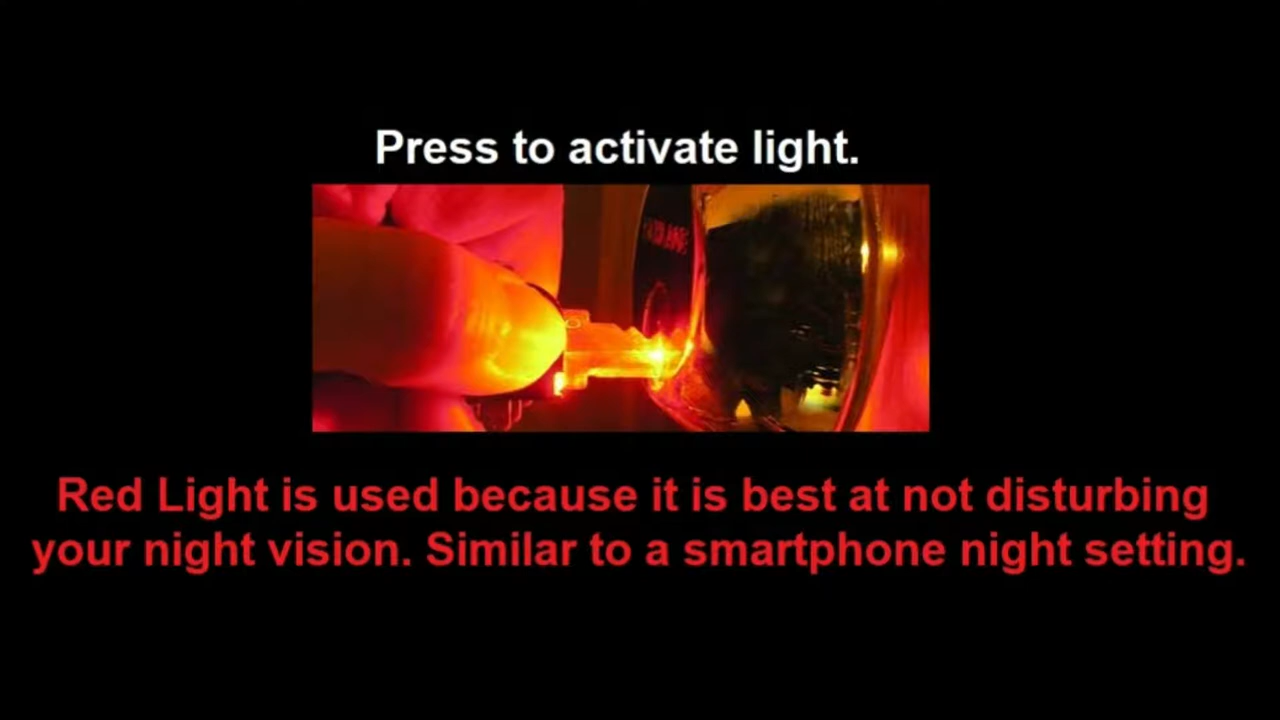 Press to activate light.
Red Light is used because it is best at not disturbing
your night vision. Similar to a smartphone night setting.